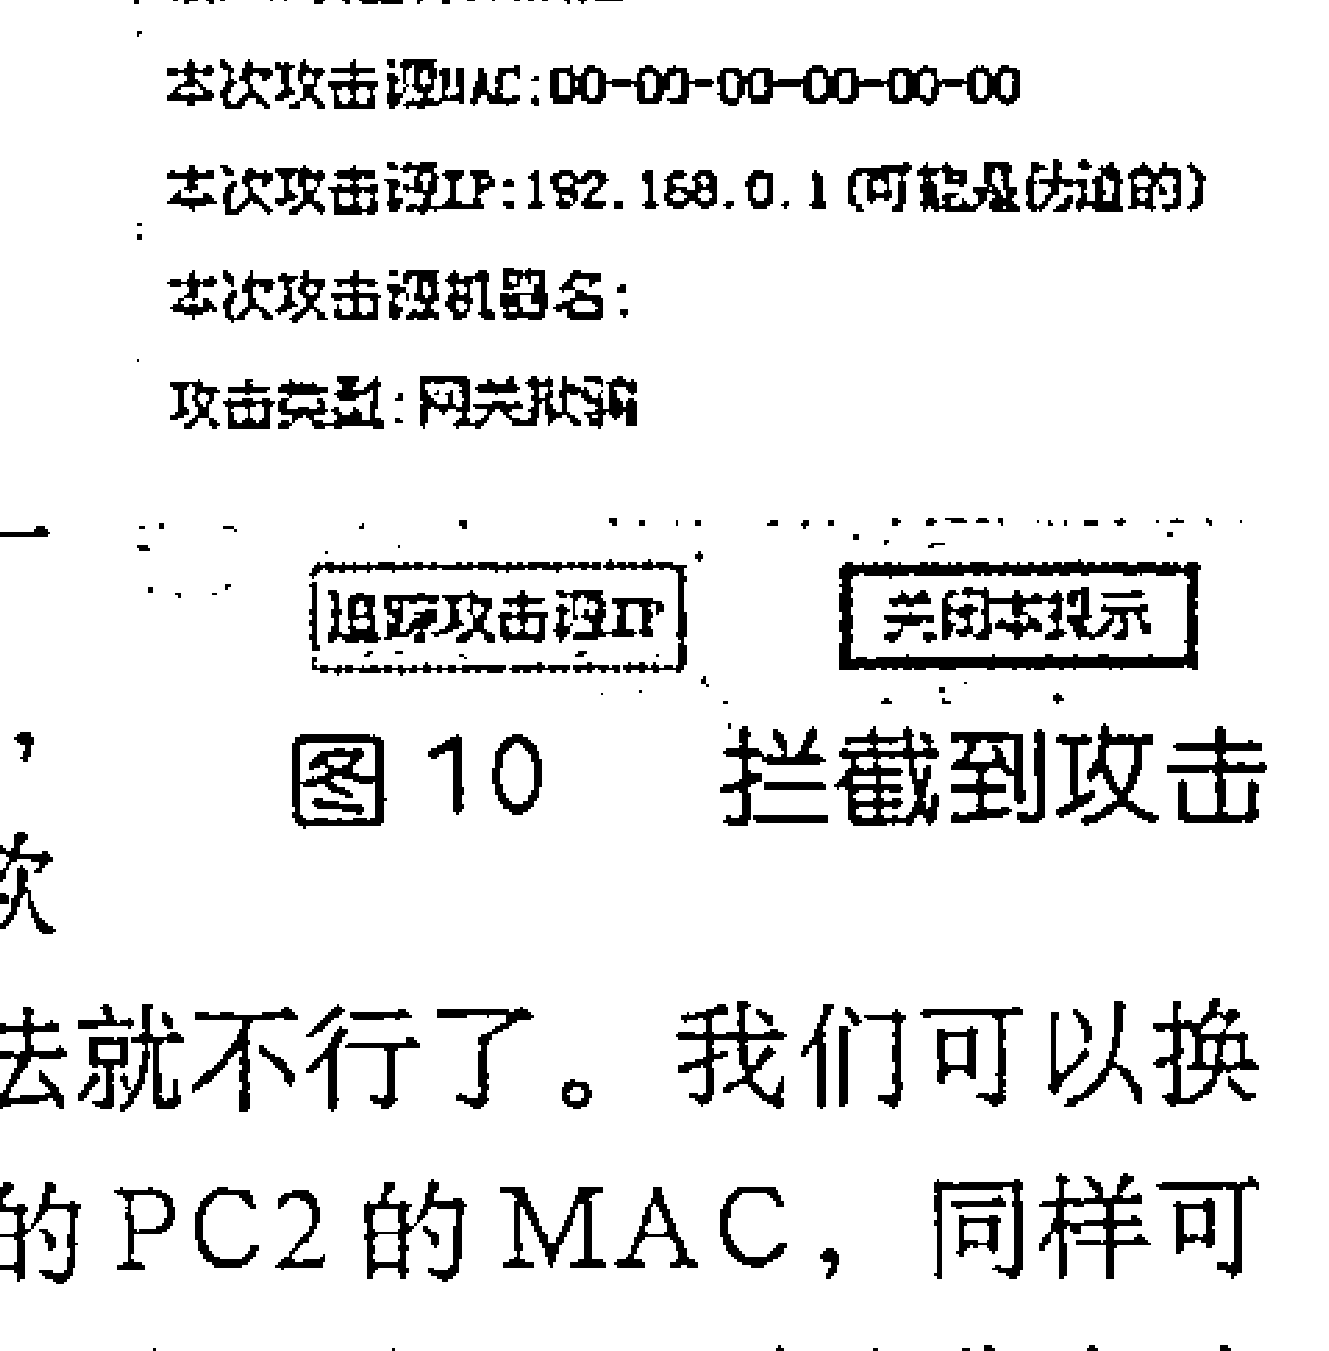 本次攻击源MAC:00-00-00-00-00-00
本次攻击源IP:192.168.0.1(可能是伪造的)
本次攻击源机器名:
攻击类型:网关欺骗
一
追踪攻击源IP 关闭本提示
,
图 10 拦截到攻击
欢
法就不行了。我们可以换
的 PC2 的 MAC, 同样可